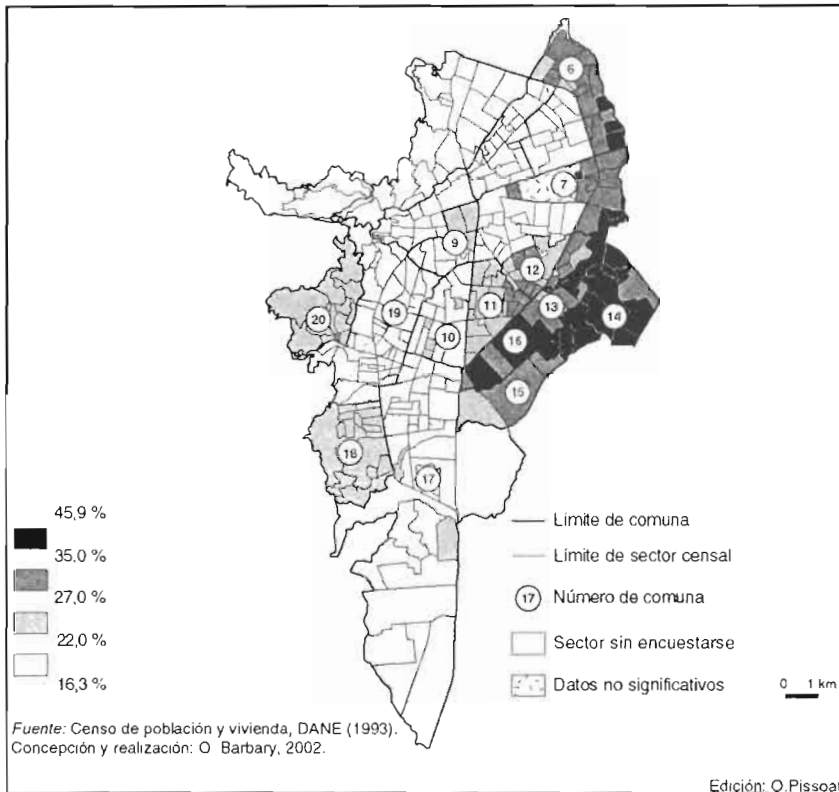 6
7
9
12
11
13
14
20
19
10
16
15
18
17
45,9 %
35,0 %
27,0 %
22,0 %
16,3 %
Límite de comuna
Límite de sector censal
17 Número de comuna
Sector sin encuestarse
Datos no significativos
0 1 km
Fuente: Censo de población y vivienda, DANE (1993).
Concepción y realización: O Barbary, 2002.
Edición: O.Pissoat